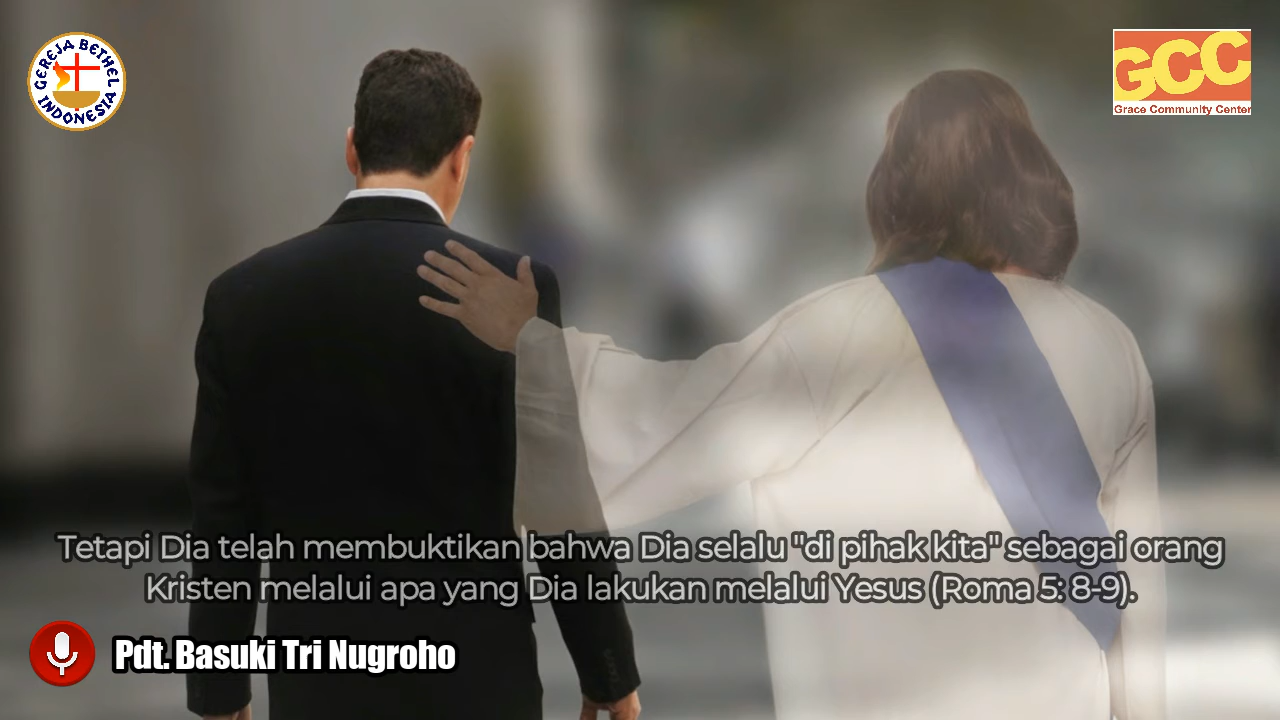 GEREJA BETHEL INDONESIA
GCC
Grace Community Center
Tetapi Dia telah membuktikan bahwa Dia selalu "di pihak kita" sebagai orang
Kristen melalui apa yang Dia lakukan melalui Yesus (Roma 5: 8-9).
Pdt. Basuki Tri Nugroho